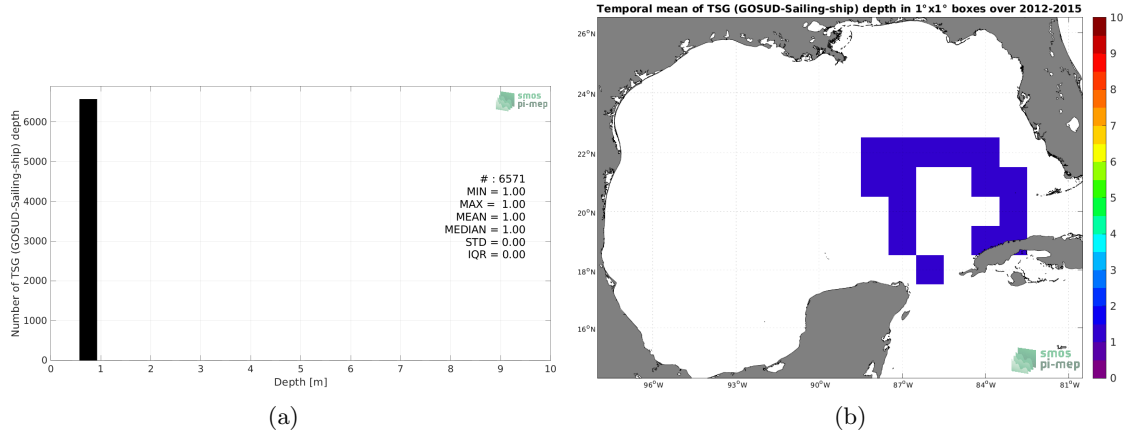 Number of TSG (GOSUD-Sailing-ship) depth
6000
5000
4000
3000
2000
1000
0
0 1 2 3 4 5 6 7 8 9 10
Depth [m]
smos
pi-mep
# : 6571
MIN = 1.00
MAX = 1.00
MEAN = 1.00
MEDIAN = 1.00
STD = 0.00
IQR = 0.00
(a)
Temporal mean of TSG (GOSUD-Sailing-ship) depth in 1°x1° boxes over 2012-2015
26°N
24°N
22°N
20°N
18°N
16°N
96°W 93°W 90°W 87°W 84°W 81°W
smos
pi-mep
10
9
8
7
6
5
4
3
2
1
0
(b)